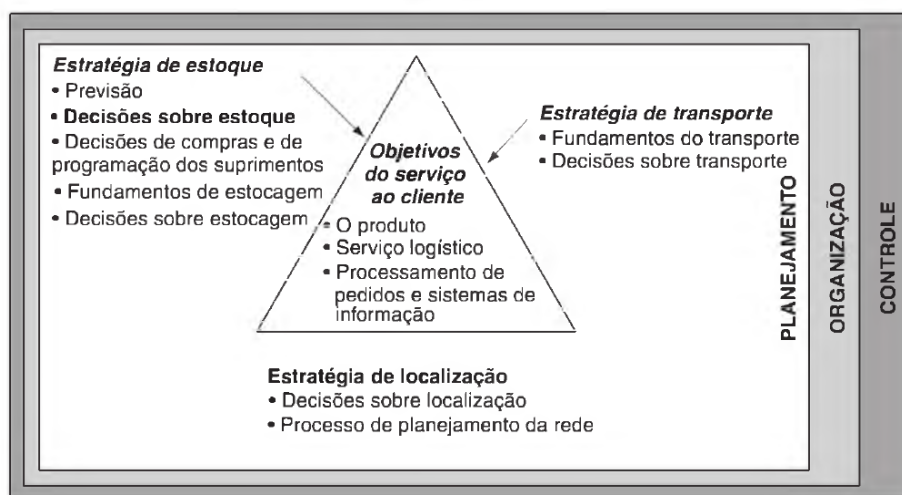 Estratégia de estoque
• Previsão
• Decisões sobre estoque
• Decisões de compras e de
programação dos suprimentos
• Fundamentos de estocagem
• Decisões sobre estocagem
Objetivos
do serviço
ao cliente
• O produto
• Serviço logístico
• Processamento de
pedidos e sistemas de
informação
Estratégia de transporte
• Fundamentos do transporte
• Decisões sobre transporte
Estratégia de localização
• Decisões sobre localização
• Processo de planejamento da rede
PLANEJAMENTO
ORGANIZAÇÃO
CONTROLE